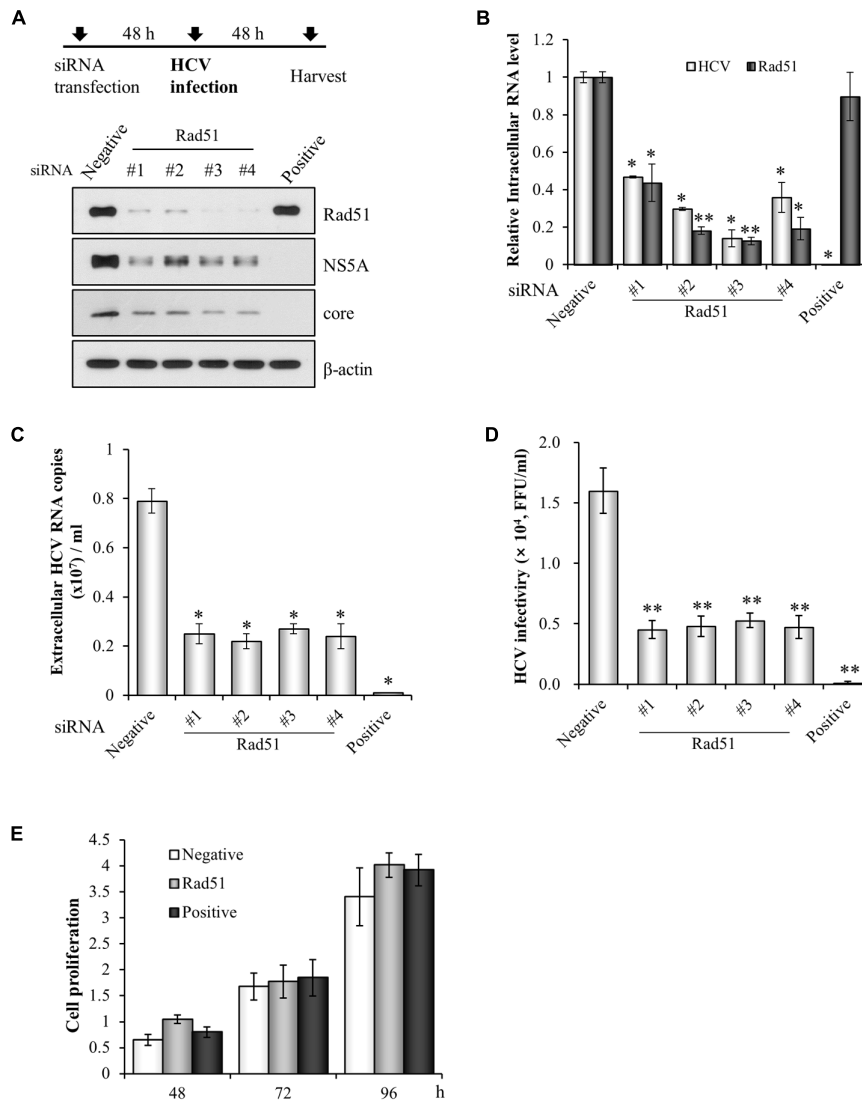 A
48 h 48 h
siRNA transfection
HCV infection
Harvest
Rad51
siRNA Negative #1 #2 #3 #4 Positive
Rad51
NS5A
core
β-actin
B
Relative Intracellular RNA level
1.2
1
0.8
0.6
0.4
0.2
0
HCV Rad51
* * * ** * ** * * *
siRNA Negative #1 #2 #3 #4 Positive
Rad51
C
Extracellular HCV RNA copies
(x10⁷) / ml
1
0.8
0.6
0.4
0.2
0
* * * * *
siRNA Negative #1 #2 #3 #4 Positive
Rad51
D
HCV infectiviry (× 10⁴, FFU/ml)
2.0
1.5
1.0
0.5
0.0
** ** ** ** **
Negative #1 #2 #3 #4 Positive
Rad51
E
Cell proliferation
4.5
4
3.5
3
2.5
2
1.5
1
0.5
0
Negative
Rad51
Positive
48 72 96 h